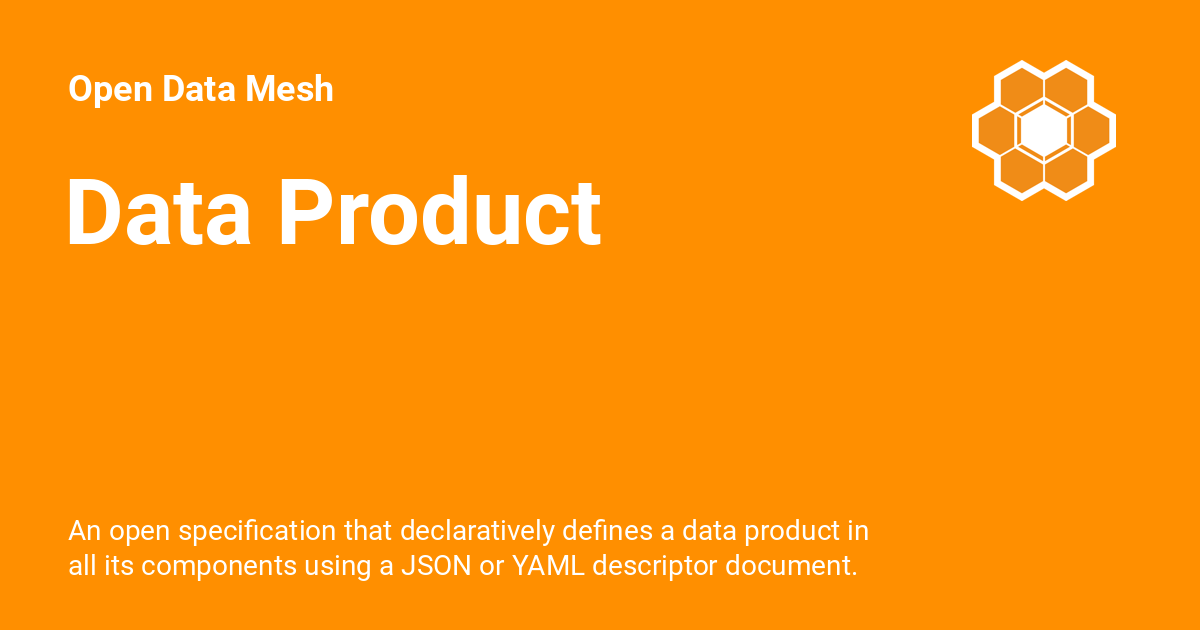 Open Data Mesh
Data Product
An open specification that declaratively defines a data product in
all its components using a JSON or YAML descriptor document.